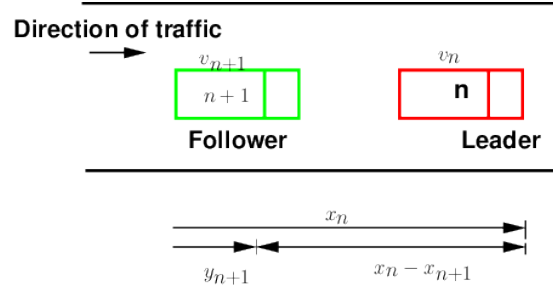 Direction of traffic
v_{n+1} v_n
n + 1 n
Follower Leader
x_n
y_{n+1} x_n − x_{n+1}